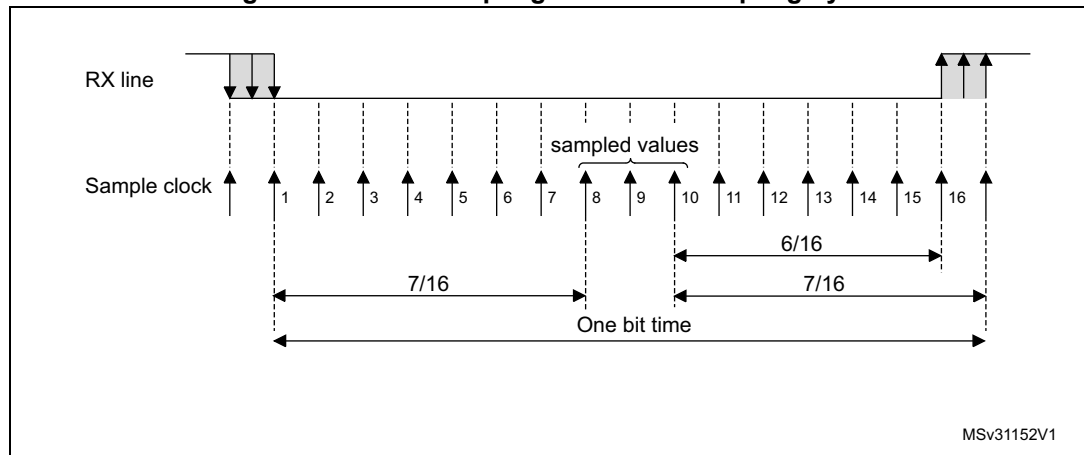 RX line
sampled values
Sample clock
1 2 3 4 5 6 7 8 9 10 11 12 13 14 15 16
6/16
7/16 7/16
One bit time
MSv31152V1